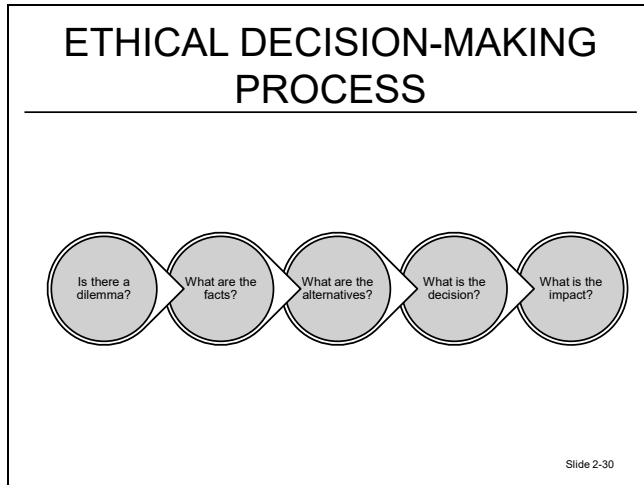 ETHICAL DECISION-MAKING
PROCESS
Is there a
dilemma?
What are the
facts?
What are the
alternatives?
What is the
decision?
What is the
impact?
Slide 2-30